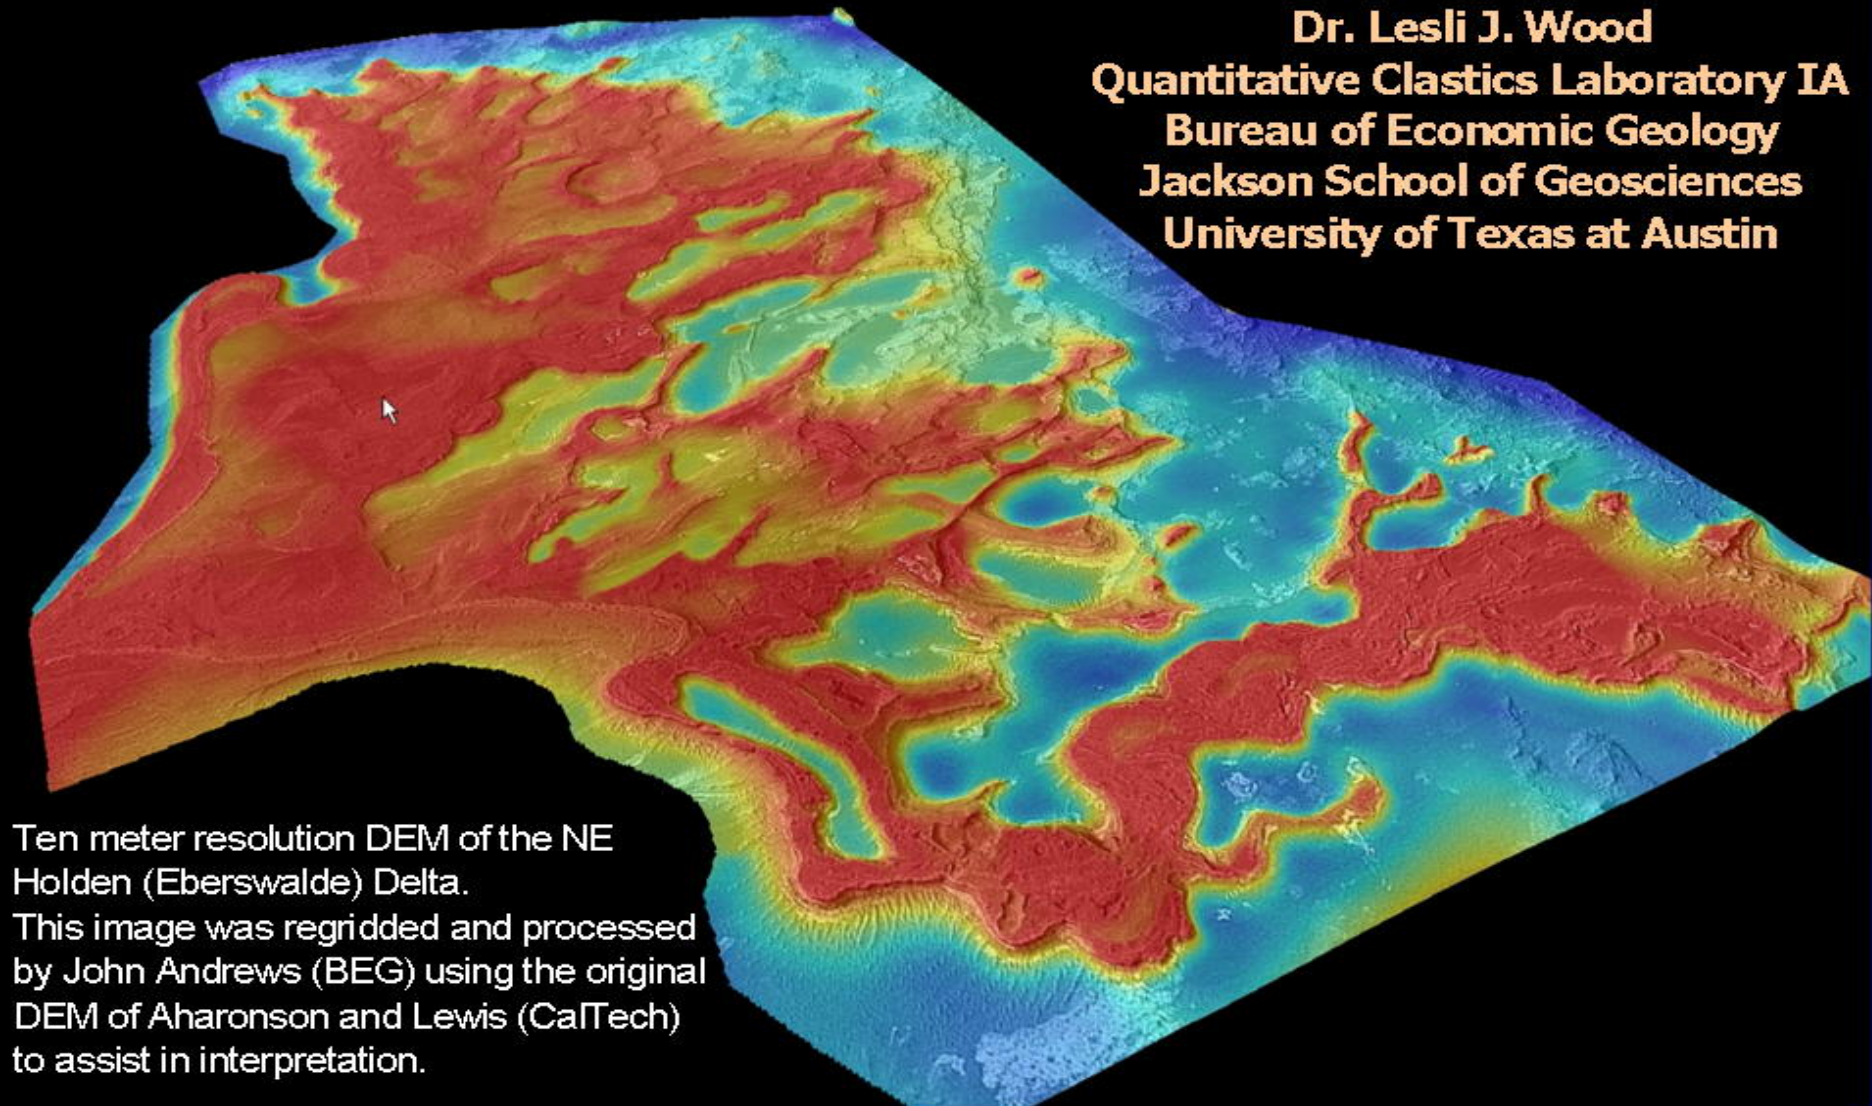 Dr. Lesli J. Wood
Quantitative Clastics Laboratory IA
Bureau of Economic Geology
Jackson School of Geosciences
University of Texas at Austin
Ten meter resolution DEM of the NE
Holden (Eberswalde) Delta.
This image was regridded and processed
by John Andrews (BEG) using the original
DEM of Aharonson and Lewis (CalTech)
to assist in interpretation.